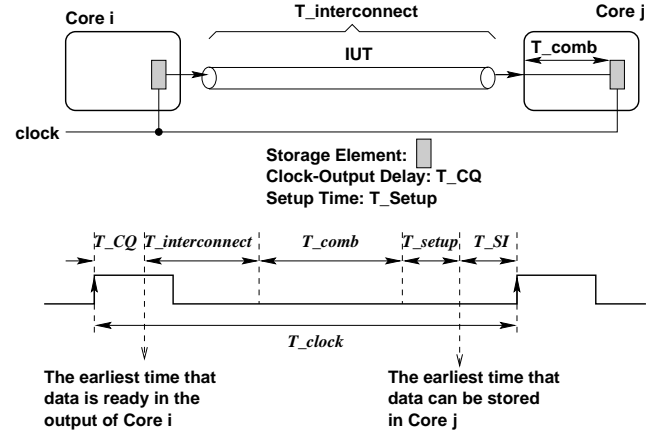 T_interconnect
Core i
Core j
IUT
T_comb
clock
Storage Element:
Clock-Output Delay: T_CQ
Setup Time: T_Setup
T_CQ T_interconnect T_comb T_setup T_SI
T_clock
The earliest time that
data is ready in the
output of Core i
The earliest time that
data can be stored
in Core j